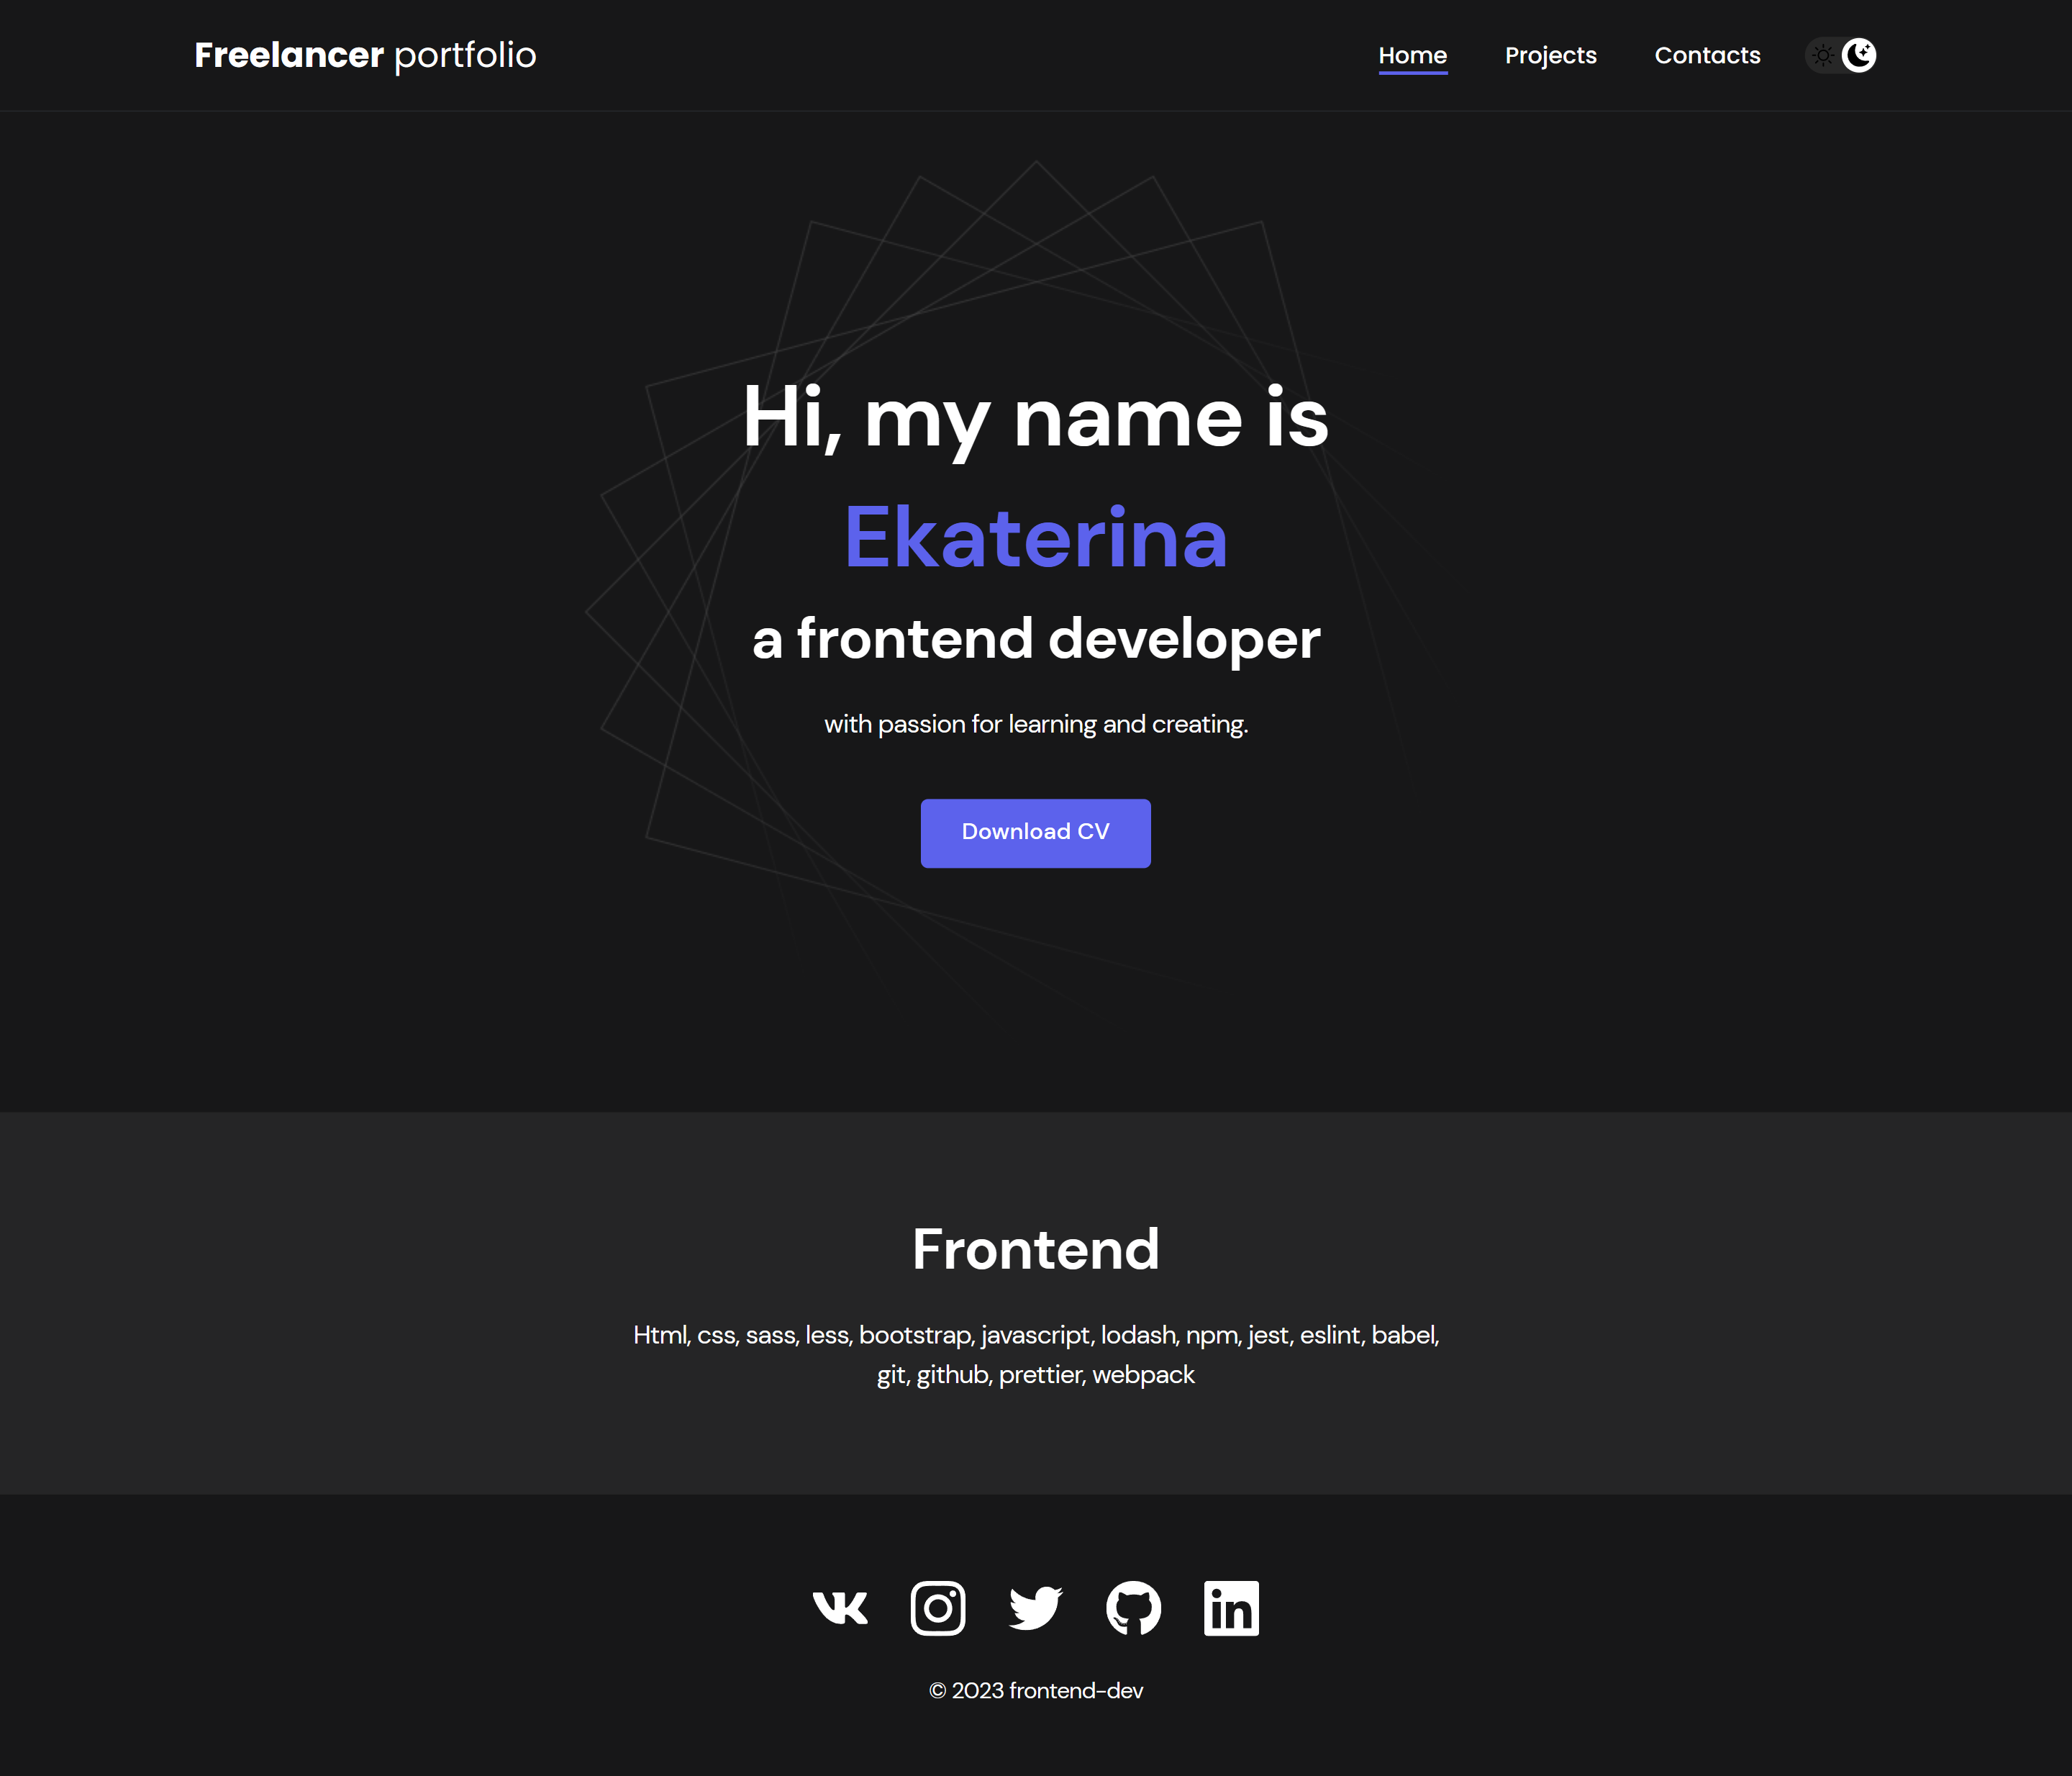 Freelancer portfolio
Home
Projects
Contacts
Hi, my name is
Ekaterina
a frontend developer
with passion for learning and creating.
Download CV
Frontend
Html, css, sass, less, bootstrap, javascript, lodash, npm, jest, eslint, babel,
git, github, prettier, webpack
© 2023 frontend-dev